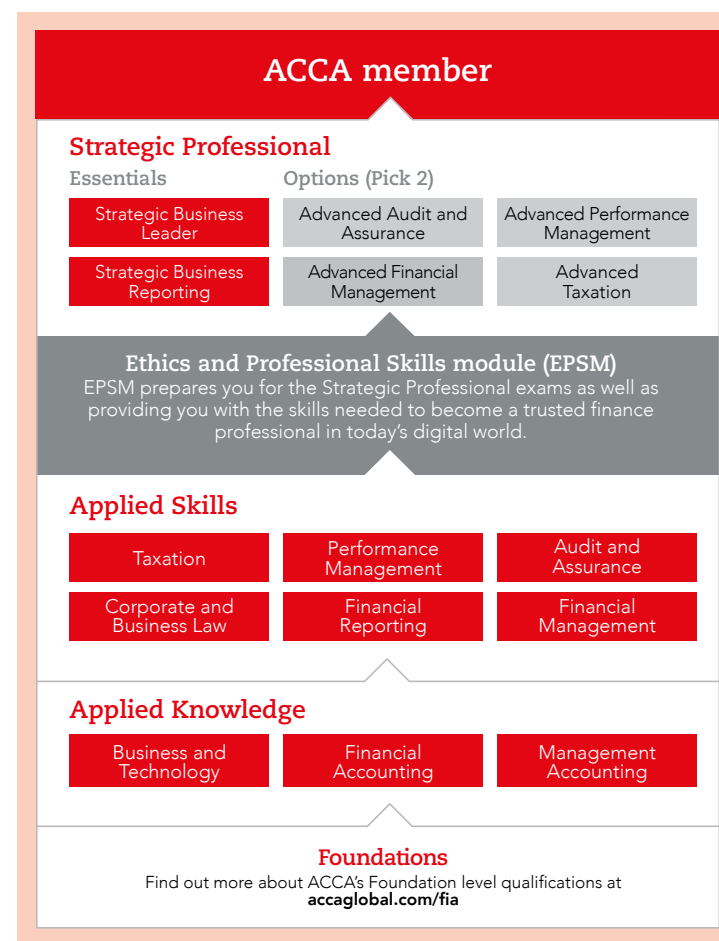 ACCA member
Strategic Professional
Essentials
Options (Pick 2)
Strategic Business
Leader
Advanced Audit and
Assurance
Advanced Performance
Management
Strategic Business
Reporting
Advanced Financial
Management
Advanced
Taxation
Ethics and Professional Skills module (EPSM)
EPSM prepares you for the Strategic Professional exams as well as
providing you with the skills needed to become a trusted finance
professional in today's digital world.
Applied Skills
Taxation
Performance
Management
Audit and
Assurance
Corporate and
Business Law
Financial
Reporting
Financial
Management
Applied Knowledge
Business and
Technology
Financial
Accounting
Management
Accounting
Foundations
Find out more about ACCA's Foundation level qualifications at
accaglobal.com/fia